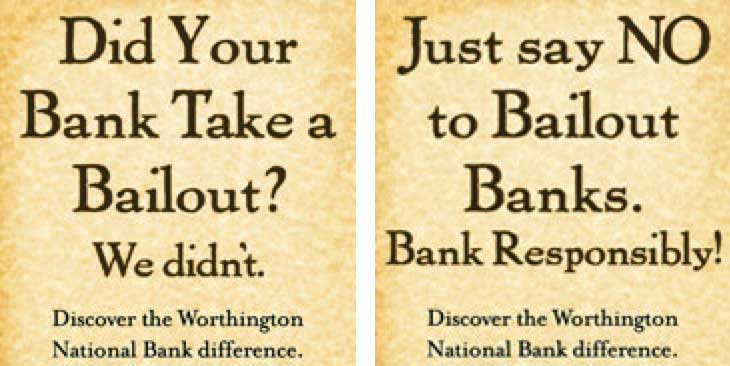 Did Your
Bank Take a
Bailout?
We didn't.
Discover the Worthington
National Bank difference.
Just say NO
to Bailout
Banks.
Bank Responsibly!
Discover the Worthington
National Bank difference.